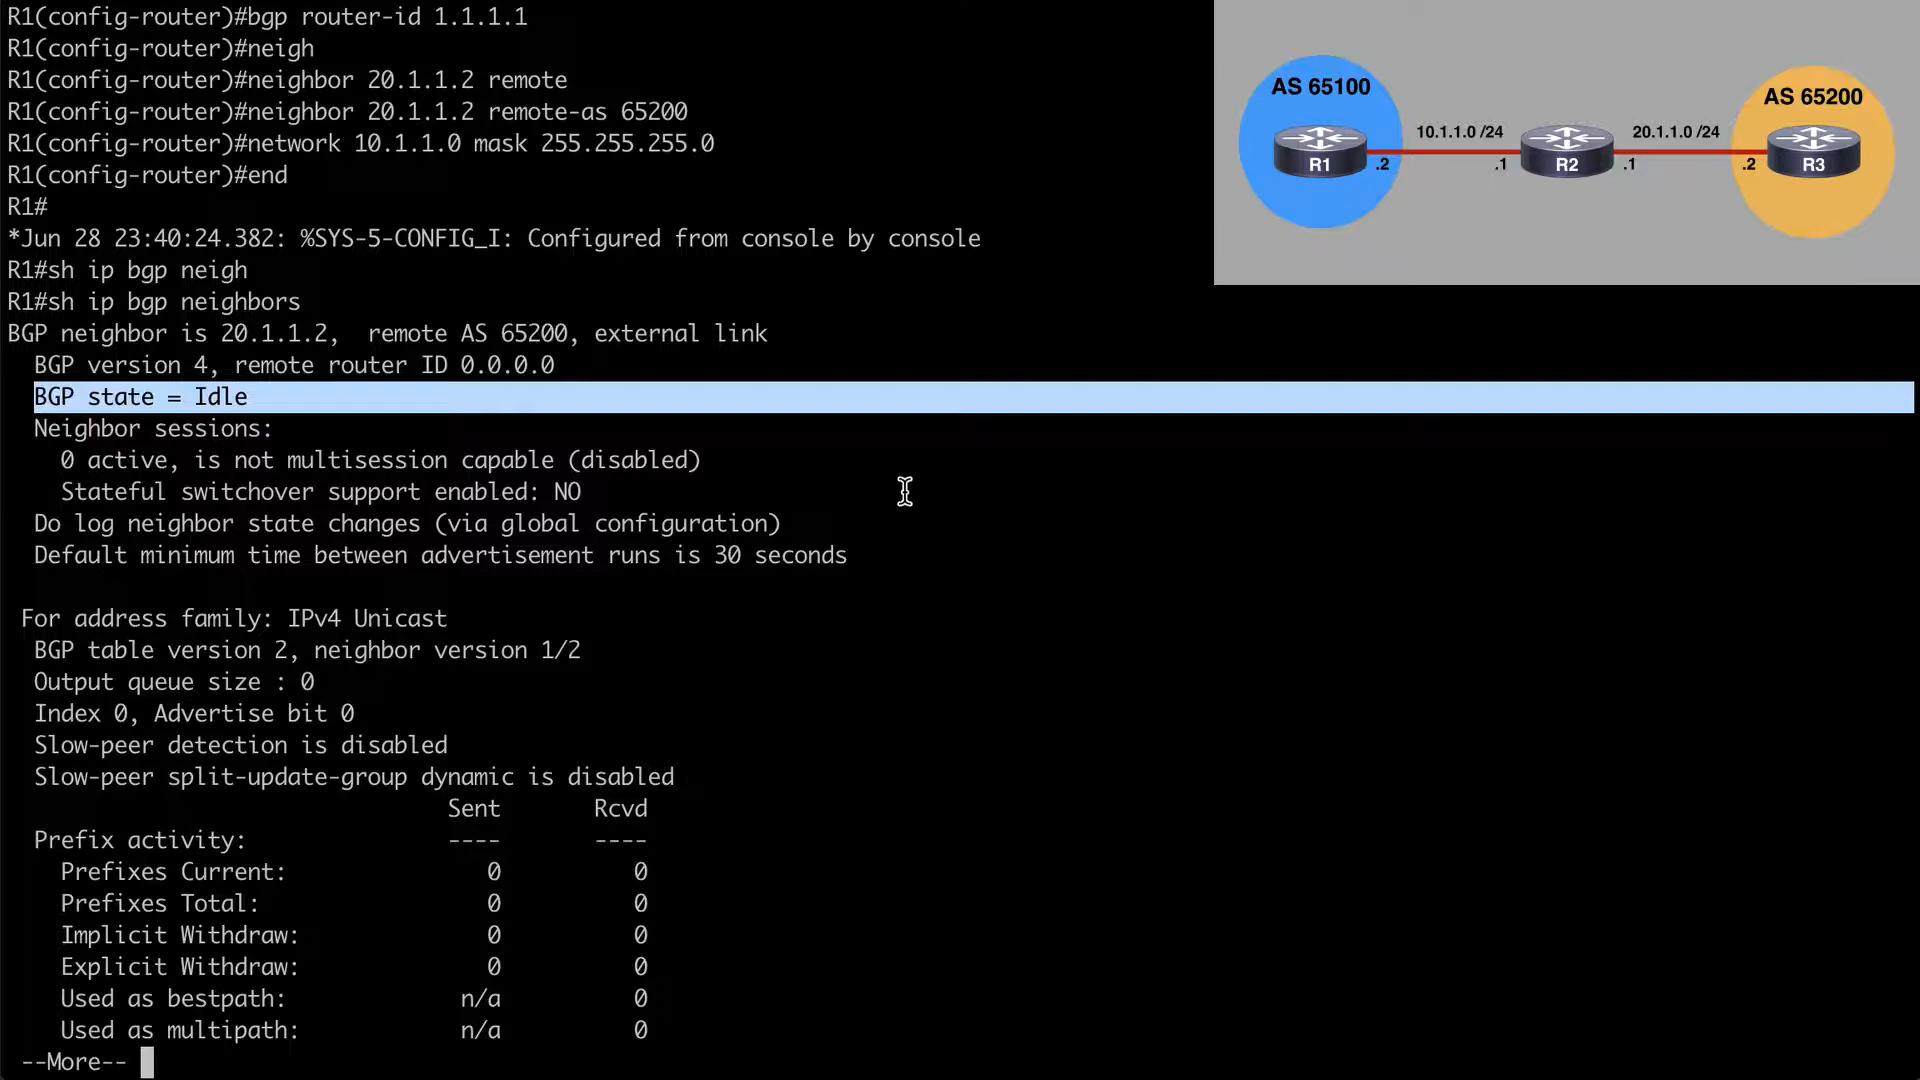 R1(config-router)#bgp router-id 1.1.1.1
R1(config-router)#neigh
R1(config-router)#neighbor 20.1.1.2 remote
R1(config-router)#neighbor 20.1.1.2 remote-as 65200
R1(config-router)#network 10.1.1.0 mask 255.255.255.0
R1(config-router)#end
R1#
*Jun 28 23:40:24.382: %SYS-5-CONFIG_I: Configured from console by console
R1#sh ip bgp neigh
R1#sh ip bgp neighbors
BGP neighbor is 20.1.1.2,  remote AS 65200, external link
BGP version 4, remote router ID 0.0.0.0
BGP state = Idle
Neighbor sessions:
0 active, is not multisession capable (disabled)
Stateful switchover support enabled: NO
Do log neighbor state changes (via global configuration)
Default minimum time between advertisement runs is 30 seconds
For address family: IPv4 Unicast
BGP table version 2, neighbor version 1/2
Output queue size : 0
Index 0, Advertise bit 0
Slow-peer detection is disabled
Slow-peer split-update-group dynamic is disabled
Sent Rcvd
Prefix activity: ---- ----
Prefixes Current: 0 0
Prefixes Total: 0 0
Implicit Withdraw: 0 0
Explicit Withdraw: 0 0
Used as bestpath: n/a 0
Used as multipath: n/a 0
--More--
AS 65100
AS 65200
10.1.1.0 /24
20.1.1.0 /24
R1 .2 .1 R2 .1 .2 R3